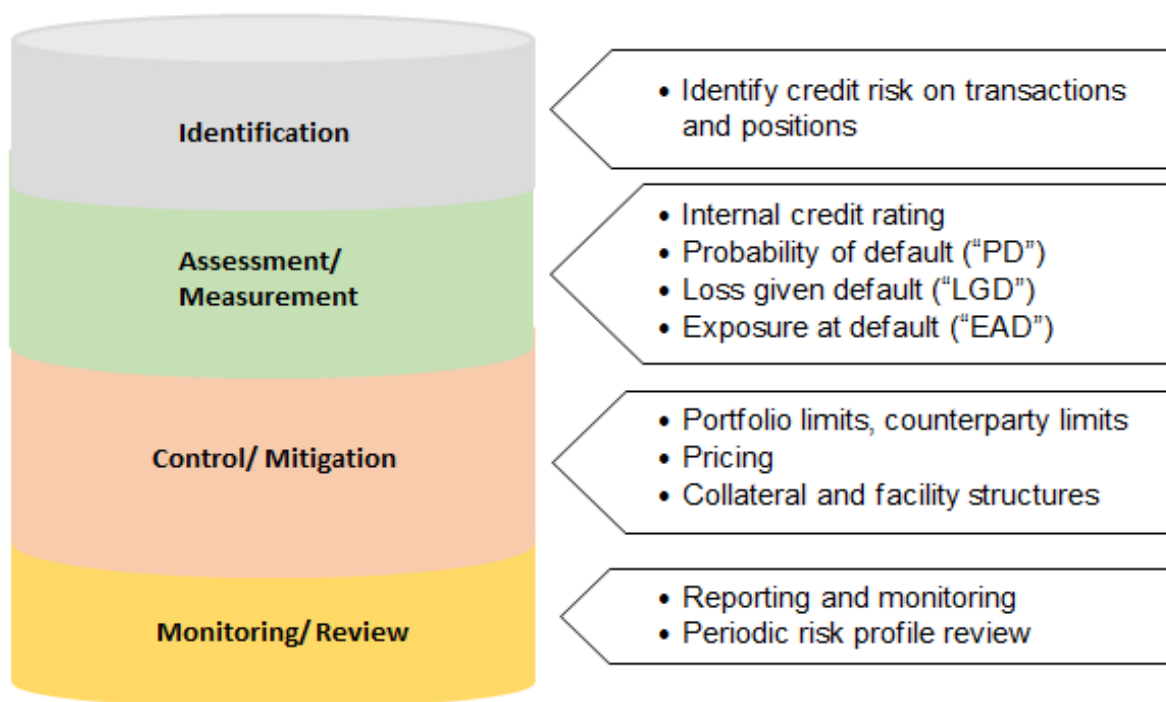 Identification
• Identify credit risk on transactions
and positions
Assessment/
Measurement
• Internal credit rating
• Probability of default (“PD”)
• Loss given default (“LGD”)
• Exposure at default (“EAD”)
Control/ Mitigation
• Portfolio limits, counterparty limits
• Pricing
• Collateral and facility structures
Monitoring/ Review
• Reporting and monitoring
• Periodic risk profile review